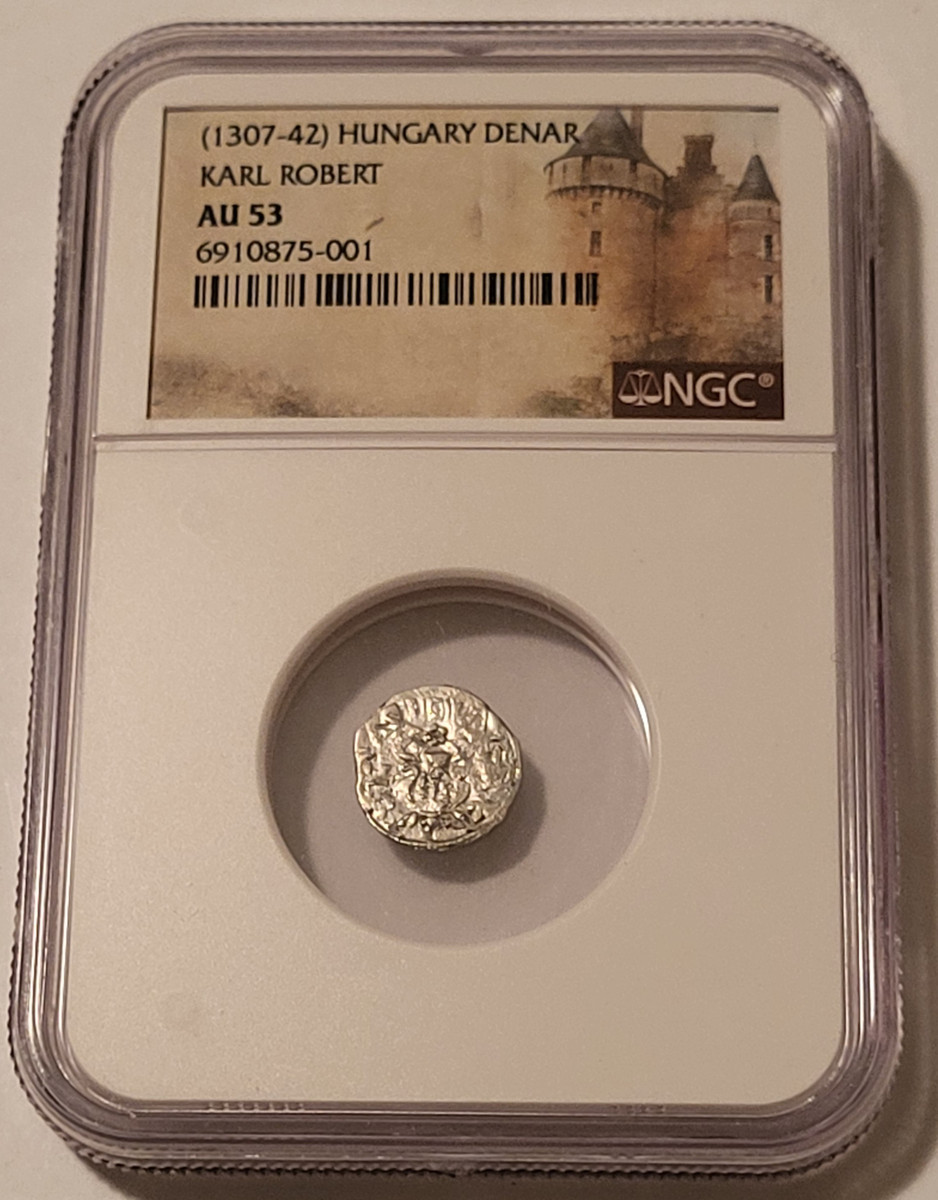 (1307-42) HUNGARY DENAR
KARL ROBERT
AU 53
6910875-001
NGC®